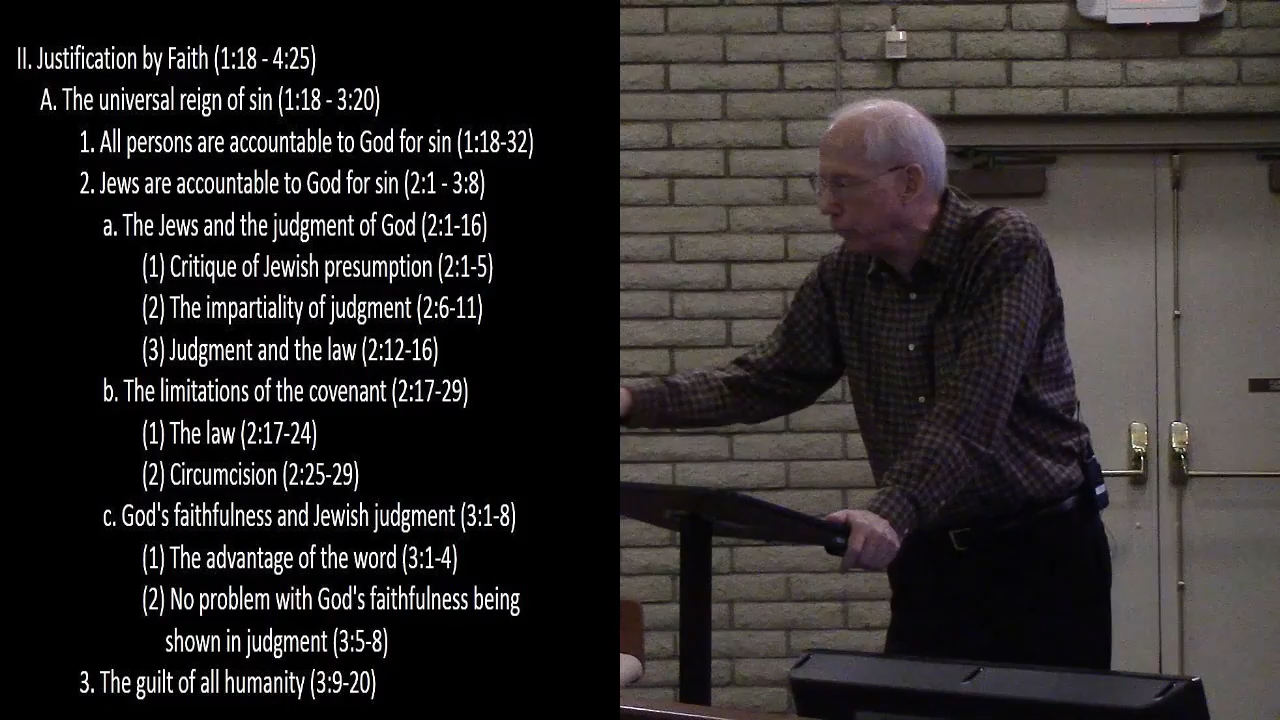 II. Justification by Faith (1:18 - 4:25)
A. The universal reign of sin (1:18 - 3:20)
1. All persons are accountable to God for sin (1:18-32)
2. Jews are accountable to God for sin (2:1 - 3:8)
a. The Jews and the judgment of God (2:1-16)
(1) Critique of Jewish presumption (2:1-5)
(2) The impartiality of judgment (2:6-11)
(3) Judgment and the law (2:12-16)
b. The limitations of the covenant (2:17-29)
(1) The law (2:17-24)
(2) Circumcision (2:25-29)
c. God's faithfulness and Jewish judgment (3:1-8)
(1) The advantage of the word (3:1-4)
(2) No problem with God's faithfulness being
shown in judgment (3:5-8)
3. The guilt of all humanity (3:9-20)